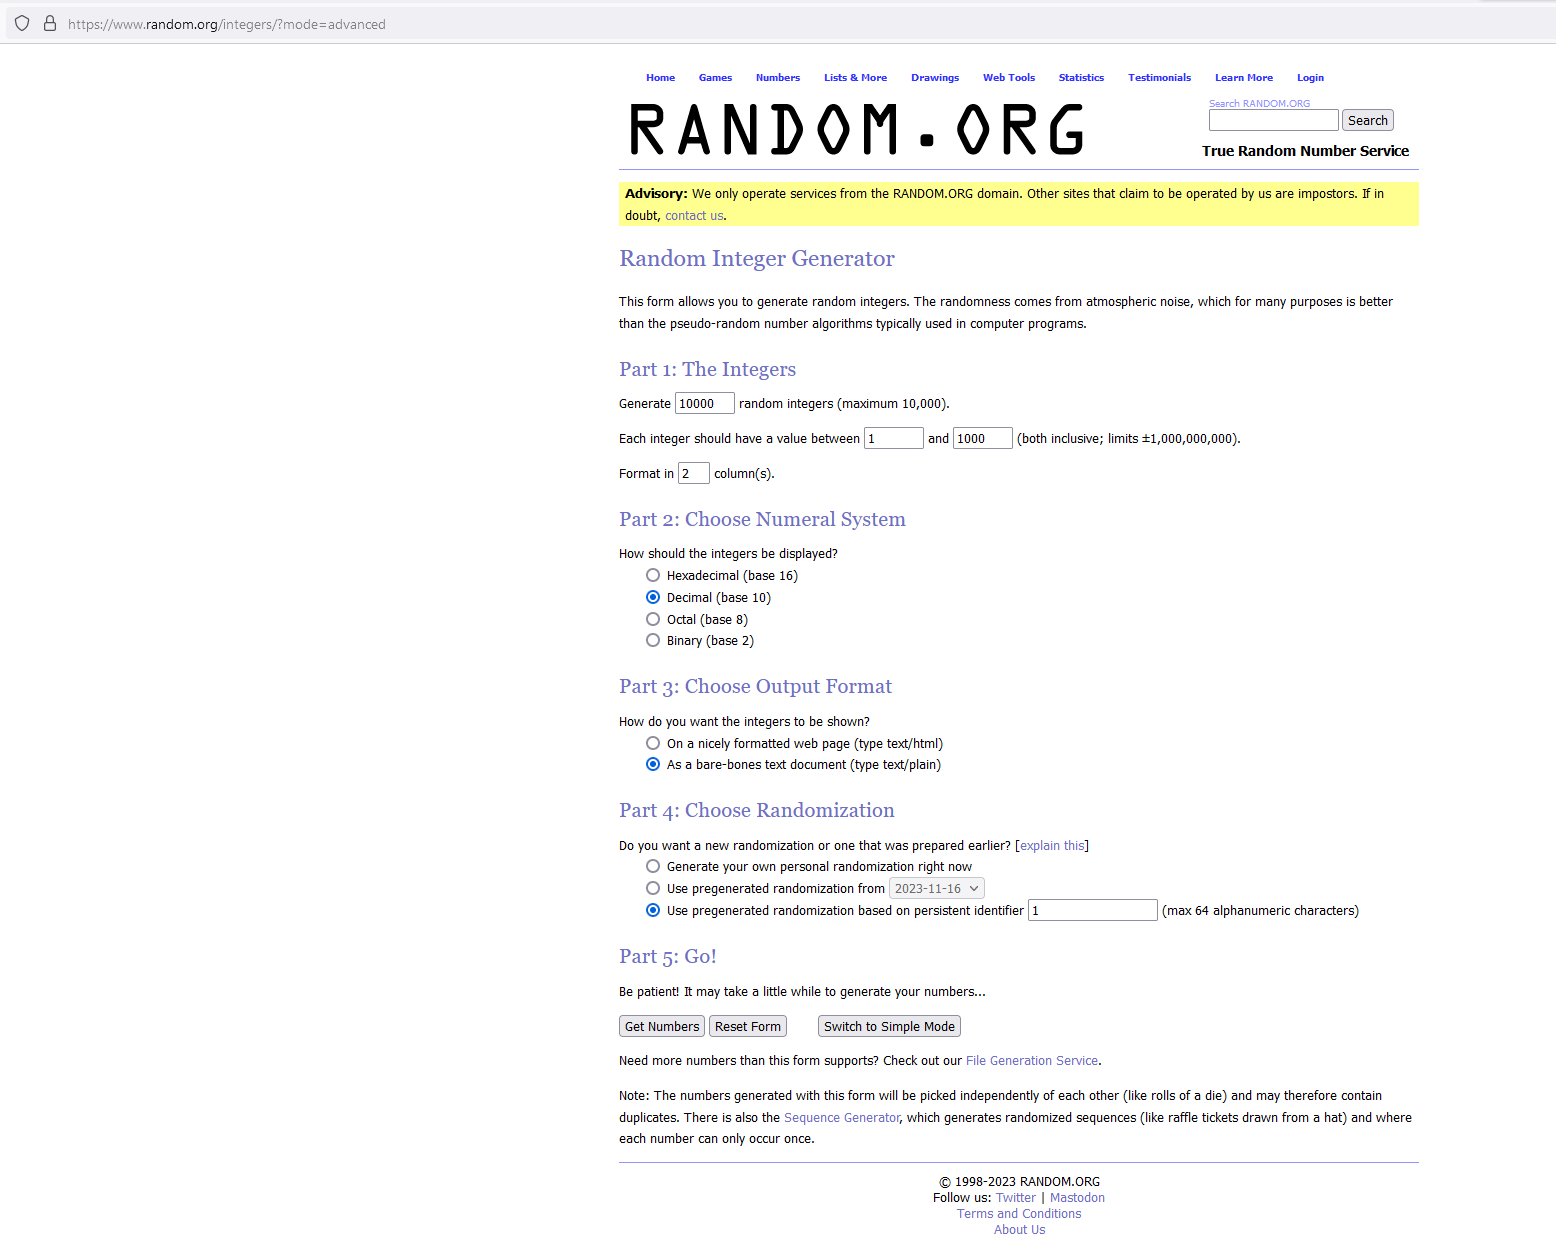 https://www.random.org/integers/?mode=advanced
Home Games Numbers Lists & More Drawings Web Tools Statistics Testimonials Learn More Login
RANDOM.ORG
Search RANDOM.ORG
Search
True Random Number Service
Advisory: We only operate services from the RANDOM.ORG domain. Other sites that claim to be operated by us are impostors. If in
doubt, contact us.
Random Integer Generator
This form allows you to generate random integers. The randomness comes from atmospheric noise, which for many purposes is better
than the pseudo-random number algorithms typically used in computer programs.
Part 1: The Integers
Generate 10000 random integers (maximum 10,000).
Each integer should have a value between 1 and 1000 (both inclusive; limits ±1,000,000,000).
Format in 2 column(s).
Part 2: Choose Numeral System
How should the integers be displayed?
Hexadecimal (base 16)
Decimal (base 10)
Octal (base 8)
Binary (base 2)
Part 3: Choose Output Format
How do you want the integers to be shown?
On a nicely formatted web page (type text/html)
As a bare-bones text document (type text/plain)
Part 4: Choose Randomization
Do you want a new randomization or one that was prepared earlier? [explain this]
Generate your own personal randomization right now
Use pregenerated randomization from 2023-11-16
Use pregenerated randomization based on persistent identifier 1 (max 64 alphanumeric characters)
Part 5: Go!
Be patient! It may take a little while to generate your numbers...
Get Numbers Reset Form Switch to Simple Mode
Need more numbers than this form supports? Check out our File Generation Service.
Note: The numbers generated with this form will be picked independently of each other (like rolls of a die) and may therefore contain
duplicates. There is also the Sequence Generator, which generates randomized sequences (like raffle tickets drawn from a hat) and where
each number can only occur once.
© 1998-2023 RANDOM.ORG
Follow us: Twitter | Mastodon
Terms and Conditions
About Us